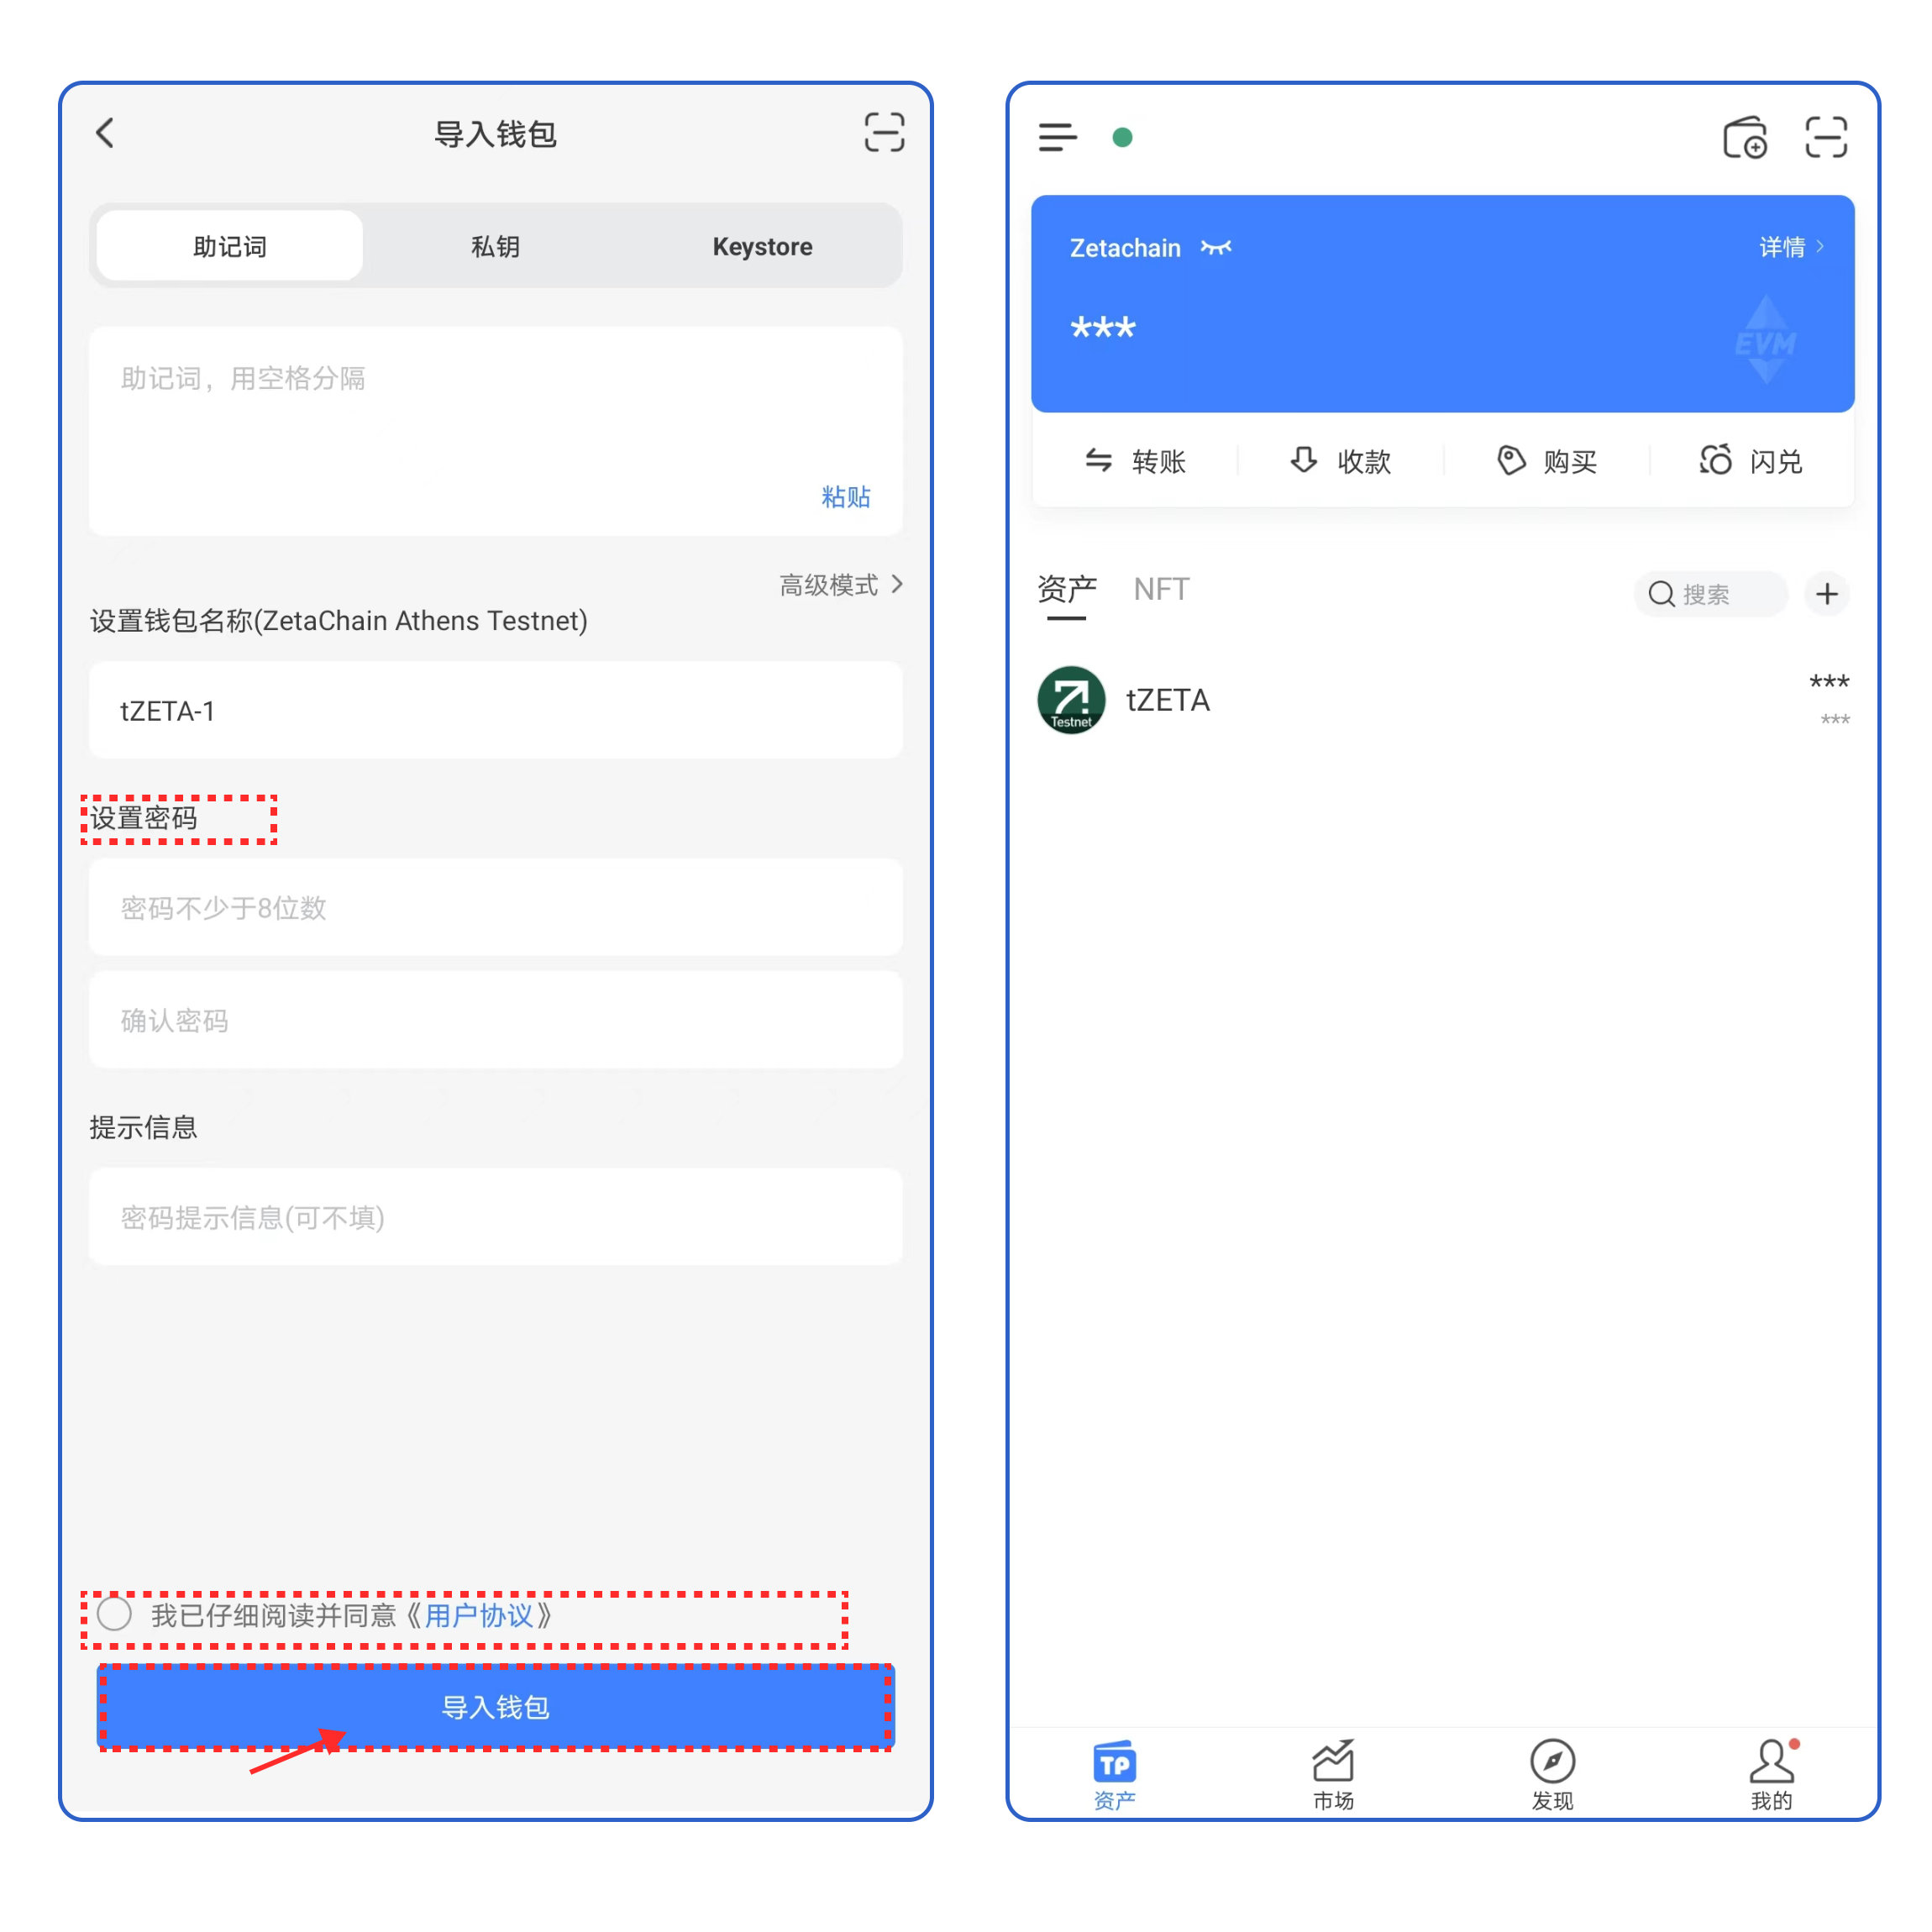 导入钱包
助记词 私钥 Keystore
助记词，用空格分隔
粘贴
高级模式
设置钱包名称(ZetaChain Athens Testnet)
tZETA-1
设置密码
密码不少于8位数
确认密码
提示信息
密码提示信息(可不填)
我已仔细阅读并同意《用户协议》
导入钱包
Zetachain 详情
***
EVM
转账 收款 购买 闪兑
资产 NFT 搜索
tZETA ***
Testnet ***
TP
资产 市场 发现 我的